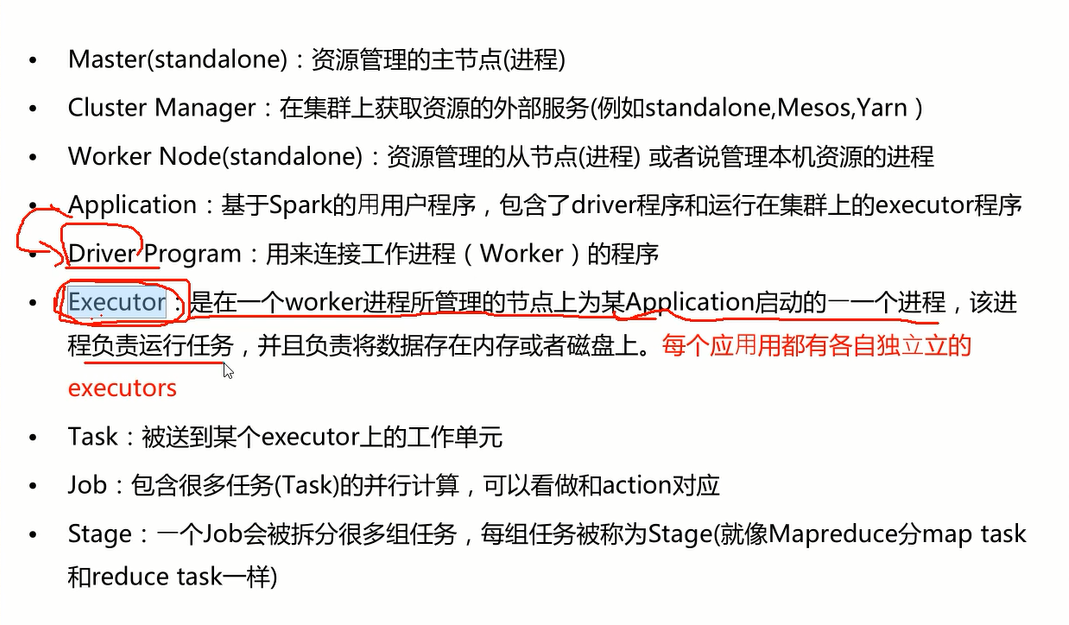 • Master(standalone)：资源管理的主节点(进程)
• Cluster Manager：在集群上获取资源的外部服务(例如standalone,Mesos,Yarn )
• Worker Node(standalone)：资源管理的从节点(进程) 或者说管理本机资源的进程
• Application：基于Spark的⽤用户程序，包含了driver程序和运行在集群上的executor程序
• Driver Program：用来连接工作进程（Worker）的程序
• Executor：是在一个worker进程所管理的节点上为某Application启动的⼀一个进程，该进
程负责运行任务，并且负责将数据存在内存或者磁盘上。每个应⽤用都有各自独⽴立的
executors
• Task：被送到某个executor上的工作单元
• Job：包含很多任务(Task)的并行计算，可以看做和action对应
• Stage：⼀个Job会被拆分很多组任务，每组任务被称为Stage(就像Mapreduce分map task
和reduce task一样)